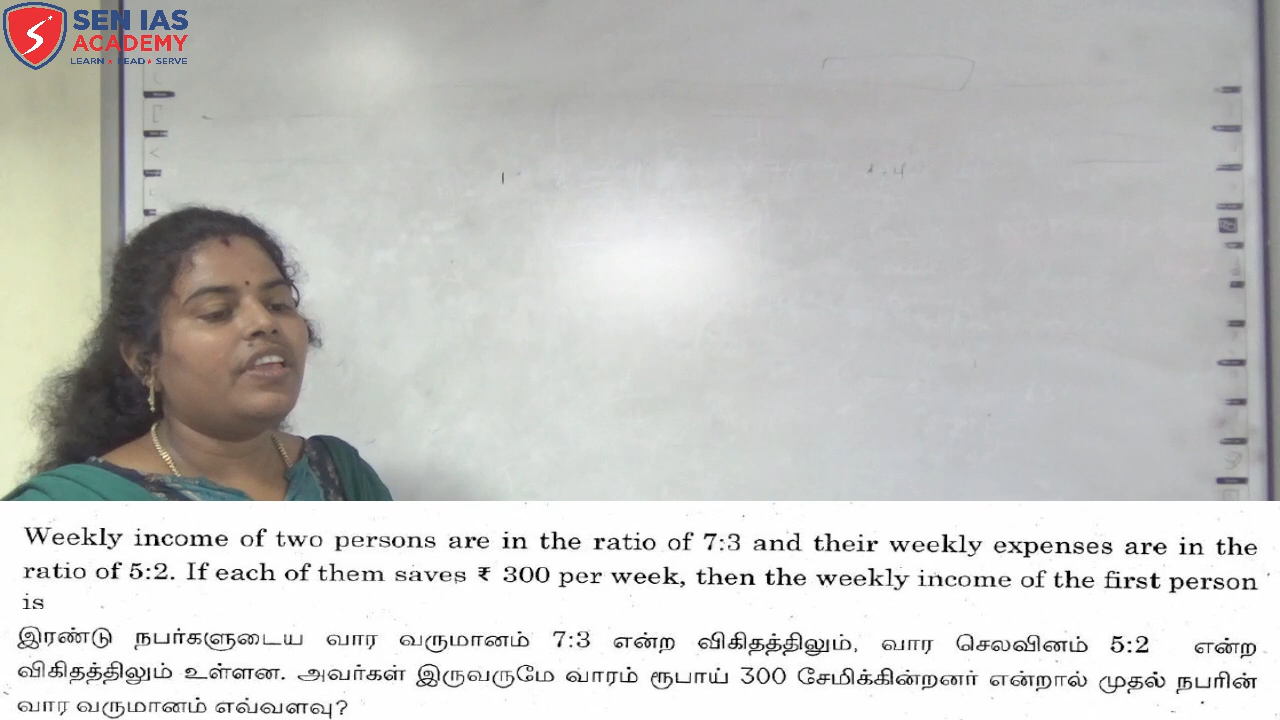 SEN IAS
ACADEMY
LEARN ★ LEAD ★ SERVE
Weekly income of two persons are in the ratio of 7:3 and their weekly expenses are in the
ratio of 5:2. If each of them saves ₹ 300 per week, then the weekly income of the first person
is
இரண்டு நபர்களுடைய வார வருமானம் 7:3 என்ற விகிதத்திலும், வார செலவினம் 5:2 என்ற
விகிதத்திலும் உள்ளன. அவர்கள் இருவருமே வாரம் ரூபாய் 300 சேமிக்கின்றனர் என்றால் முதல் நபரின்
வார வருமானம் எவ்வளவு?